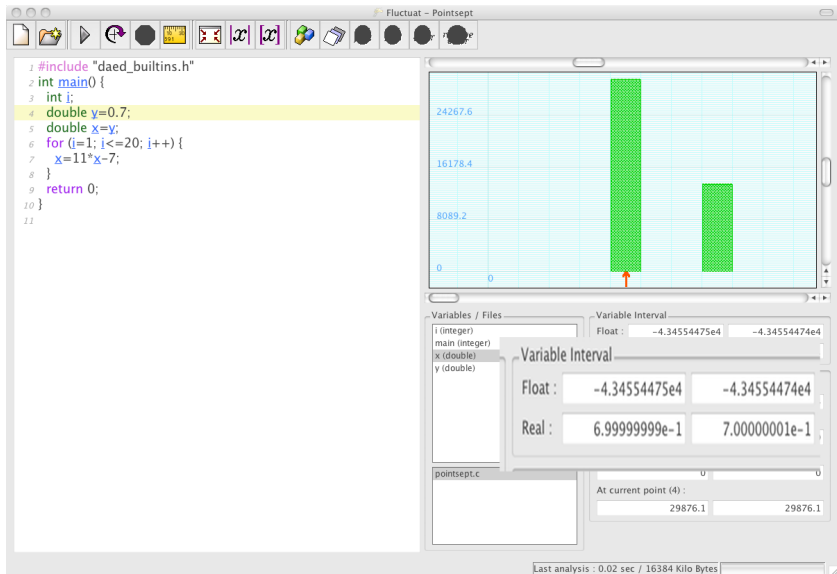 Fluctuat – Pointsept
|x| [x]
1 #include "daed_builtins.h"
2 int main() {
3 int i;
4 double y=0.7;
5 double x=y;
6 for (i=1; i<=20; i++) {
7 x=11*x-7;
8 }
9 return 0;
10 }
11
24267.6
16178.4
8089.2
0
0
Variables / Files
i (integer)
main (integer)
x (double)
y (double)
pointsept.c
Variable Interval
Float : -4.34554475e4 -4.34554474e4
Variable Interval
Float : -4.34554475e4 -4.34554474e4
Real : 6.99999999e-1 7.00000001e-1
0 0
At current point (4) :
29876.1 29876.1
Last analysis : 0.02 sec / 16384 Kilo Bytes